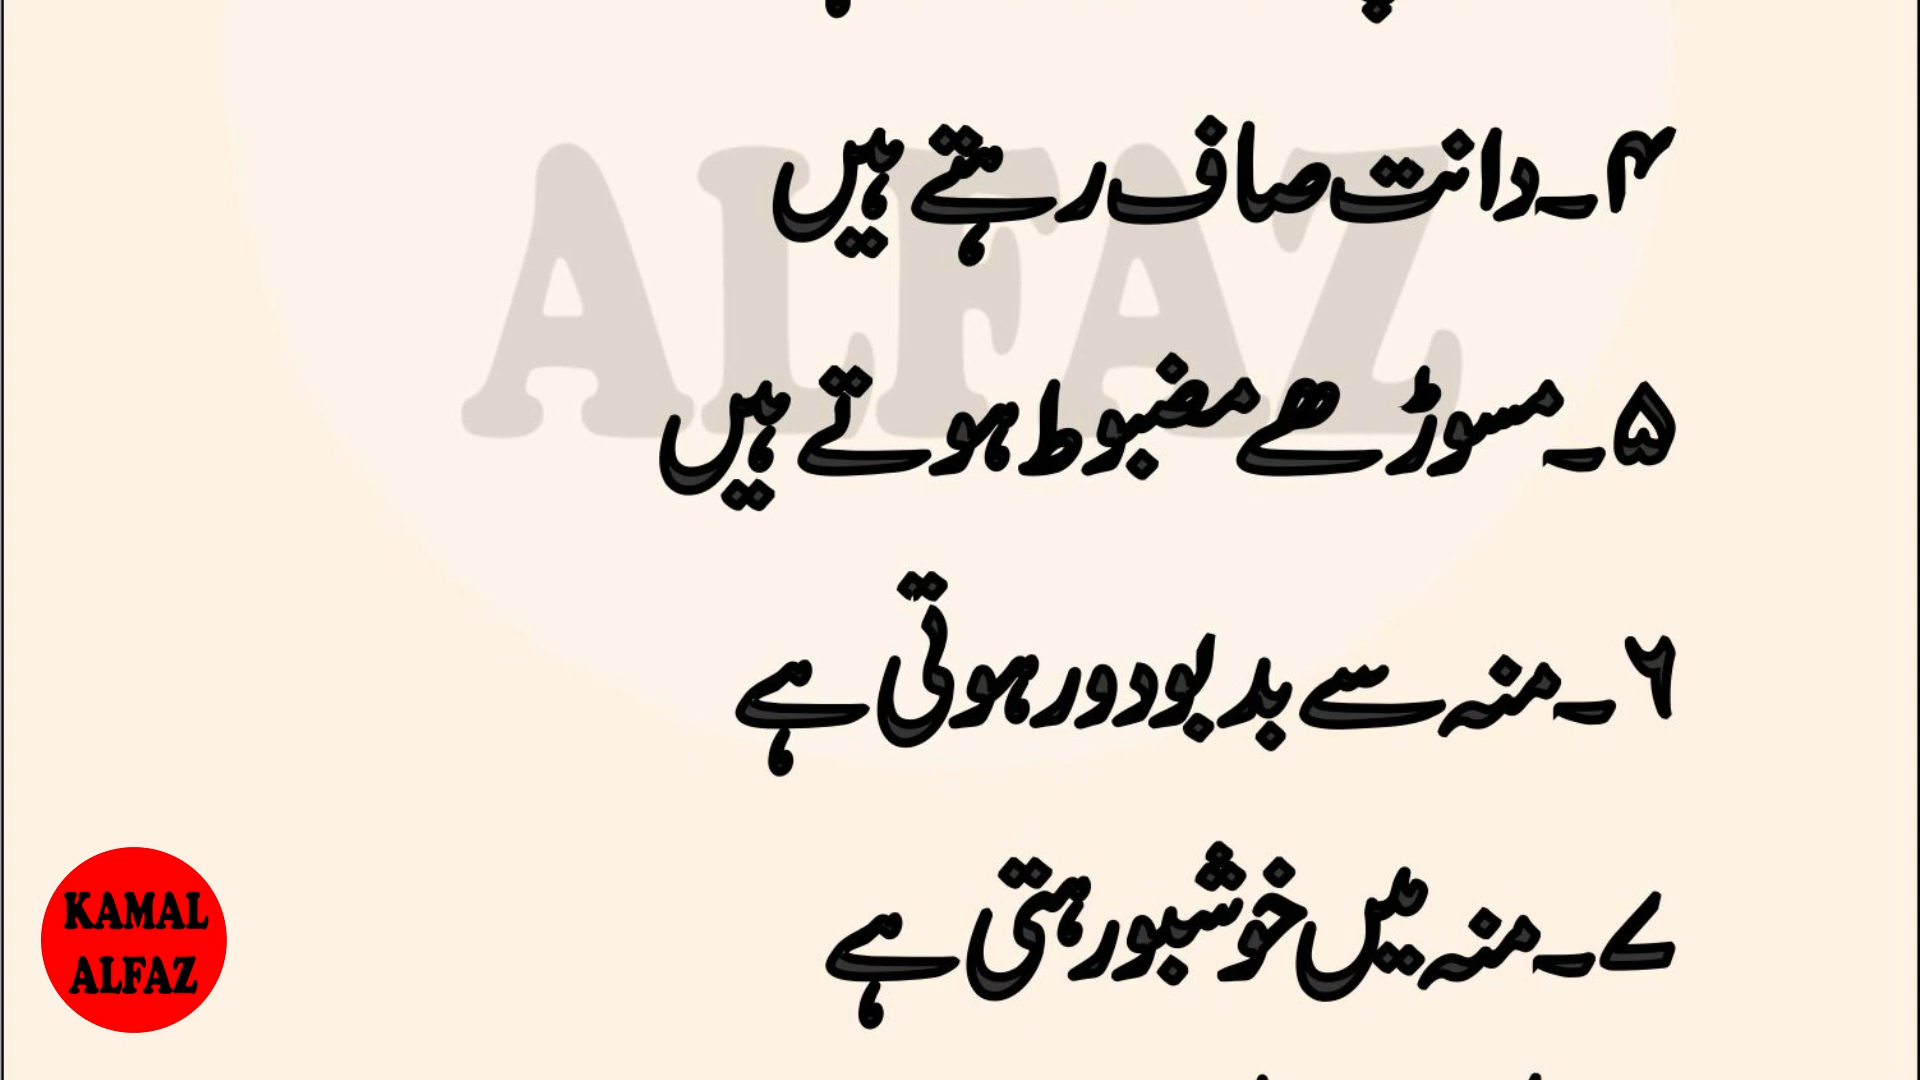 ۴۔دانت صاف رہتے ہیں
ALFAZ
۵۔مسوڑھے مضبوط ہوتے ہیں
۶۔منہ سے بدبو دور ہوتی ہے
۷۔منہ میں خوشبو رہتی ہے
KAMAL
ALFAZ